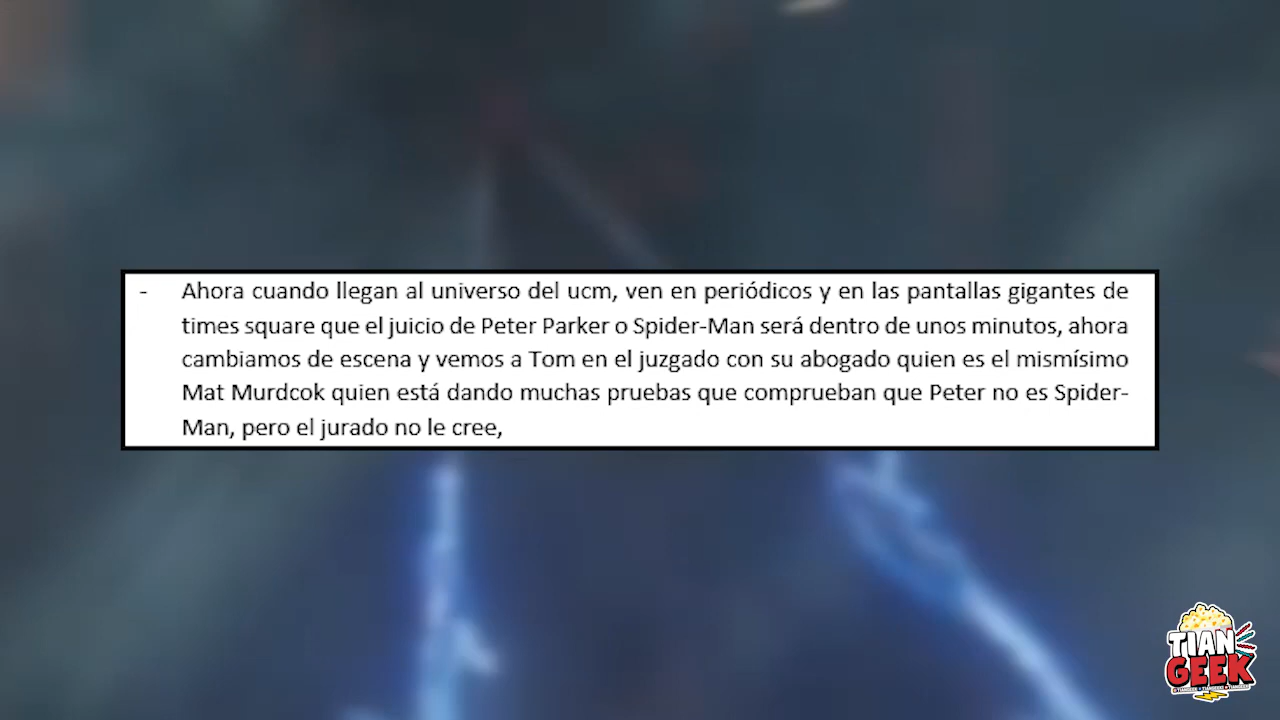 - Ahora cuando llegan al universo del ucm, ven en periódicos y en las pantallas gigantes de
times square que el juicio de Peter Parker o Spider-Man será dentro de unos minutos, ahora
cambiamos de escena y vemos a Tom en el juzgado con su abogado quien es el mismísimo
Mat Murdcok quien está dando muchas pruebas que comprueban que Peter no es Spider-
Man, pero el jurado no le cree,
TIAN
GEEK